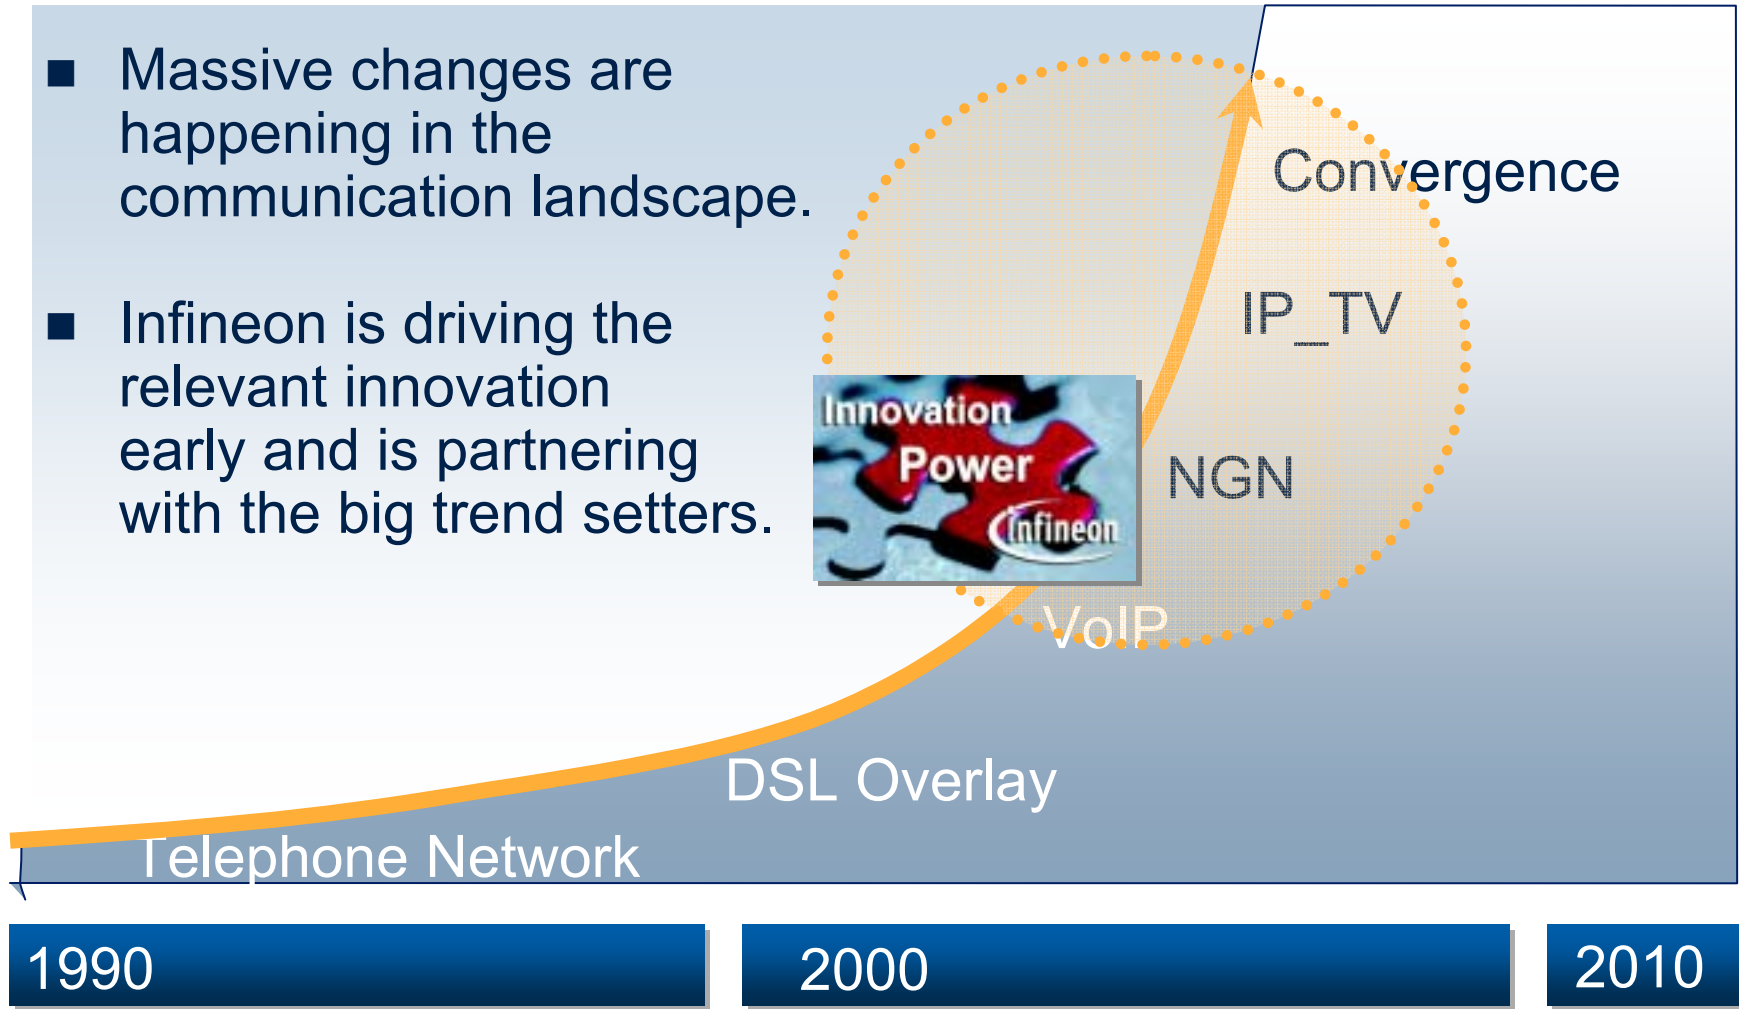 ■ Massive changes are
happening in the
communication landscape.
■ Infineon is driving the
relevant innovation
early and is partnering
with the big trend setters.
Convergence
IP_TV
Innovation
Power
infineon
NGN
VoIP
DSL Overlay
Telephone Network
1990
2000
2010